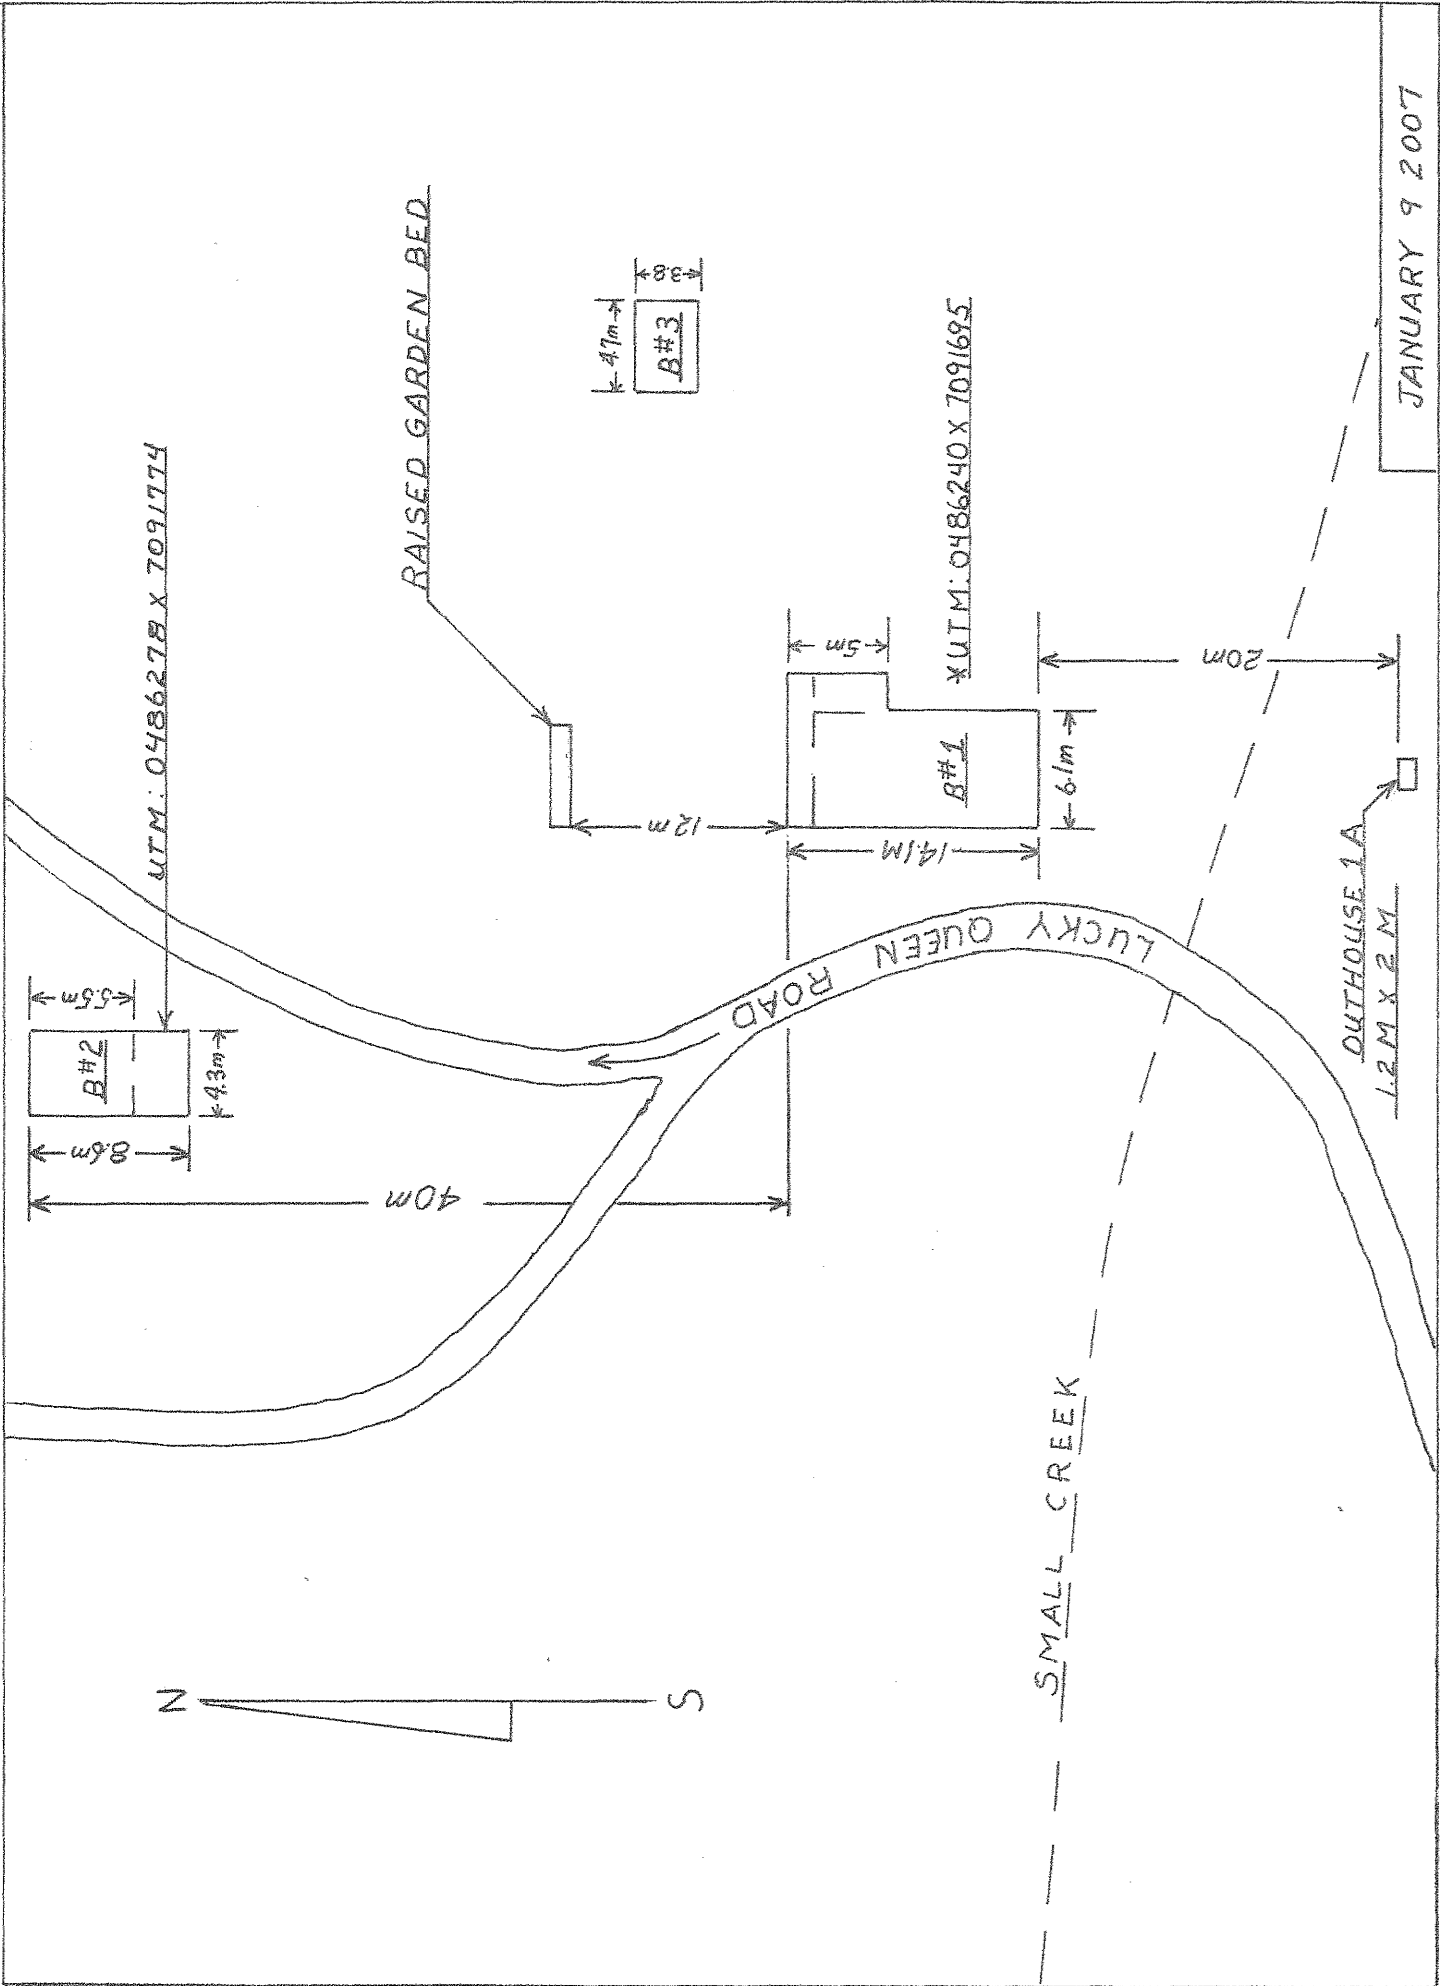 UTM: 0486278 X 7091774
5.5m
B#2
4.3m
8.6m
40m
RAISED GARDEN BED
4.7m
3.8
B#3
12m
5m
*UTM: 0486240 X 7091695
B#1
6.1m
14.1M
20m
LUCKY QUEEN ROAD
OUTHOUSE 1A
1.2 M X 2 M
SMALL CREEK
N
S
JANUARY 9 2007